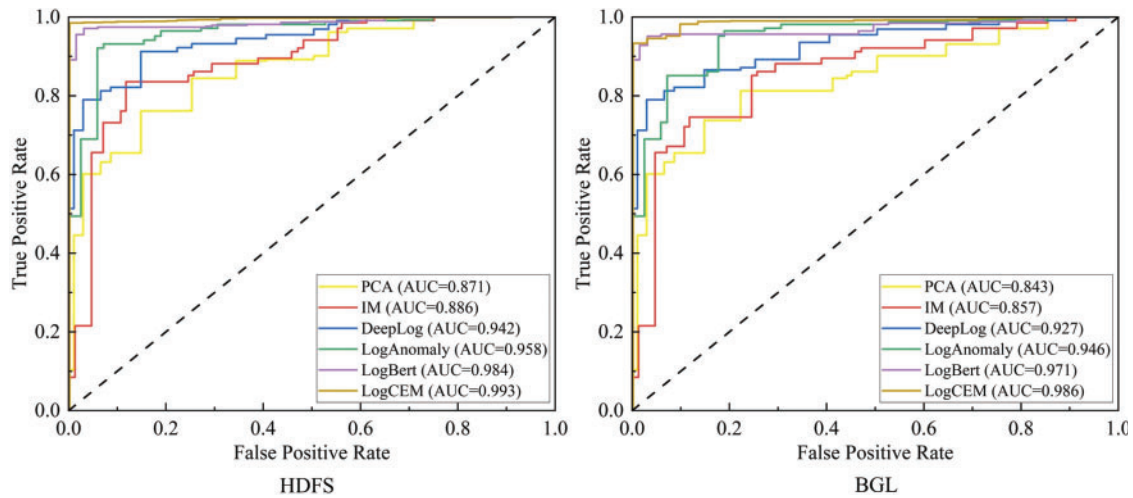 1.0
0.8
0.6
0.4
0.2
0.0
True Positive Rate
PCA (AUC=0.871)
IM (AUC=0.886)
DeepLog (AUC=0.942)
LogAnomaly (AUC=0.958)
LogBert (AUC=0.984)
LogCEM (AUC=0.993)
0.0 0.2 0.4 0.6 0.8 1.0
False Positive Rate
HDFS
1.0
0.8
0.6
0.4
0.2
0.0
True Positive Rate
PCA (AUC=0.843)
IM (AUC=0.857)
DeepLog (AUC=0.927)
LogAnomaly (AUC=0.946)
LogBert (AUC=0.971)
LogCEM (AUC=0.986)
0.0 0.2 0.4 0.6 0.8 1.0
False Positive Rate
BGL